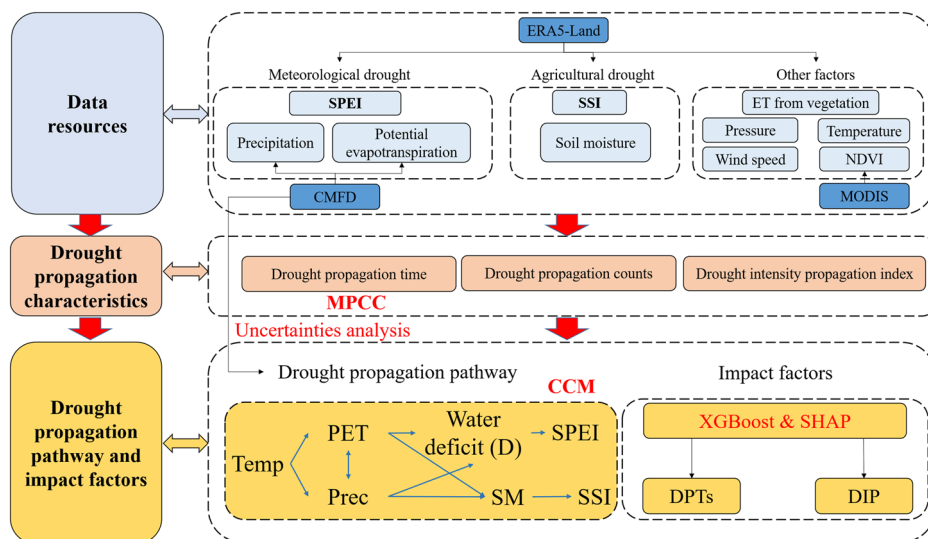 ERA5-Land
Data
resources
Meteorological drought
Agricultural drought
Other factors
SPEI
SSI
ET from vegetation
Precipitation
Potential
evapotranspiration
Soil moisture
Pressure
Temperature
Wind speed
NDVI
CMFD
MODIS
Drought
propagation
characteristics
Drought propagation time
Drought propagation counts
Drought intensity propagation index
MPCC
Uncertainties analysis
Drought
propagation
pathway and
impact factors
Drought propagation pathway
CCM
Impact factors
Temp
PET
Prec
Water
deficit (D)
SPEI
SM
SSI
XGBoost & SHAP
DPTs
DIP